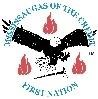 MISSISSAUGAS OF THE CREDIT
FIRST NATION